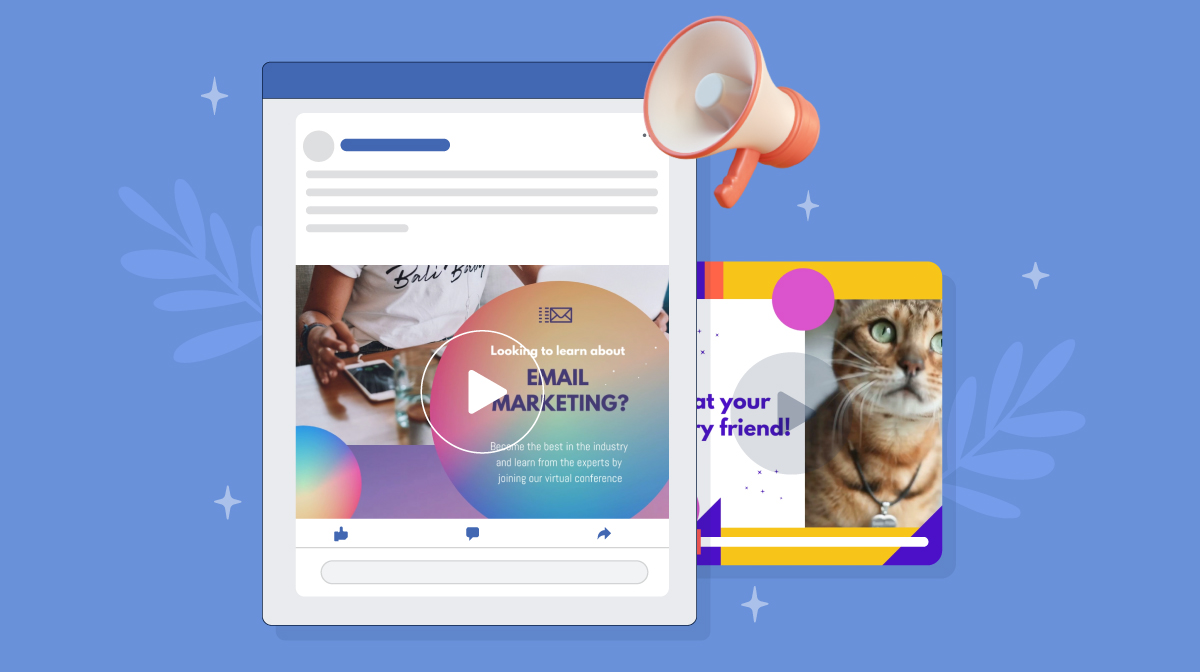 Bali Baby
Looking to learn about
EMAIL
MARKETING?
Become the best in the industry
and learn from the experts by
joining our virtual conference
at your
ry friend!